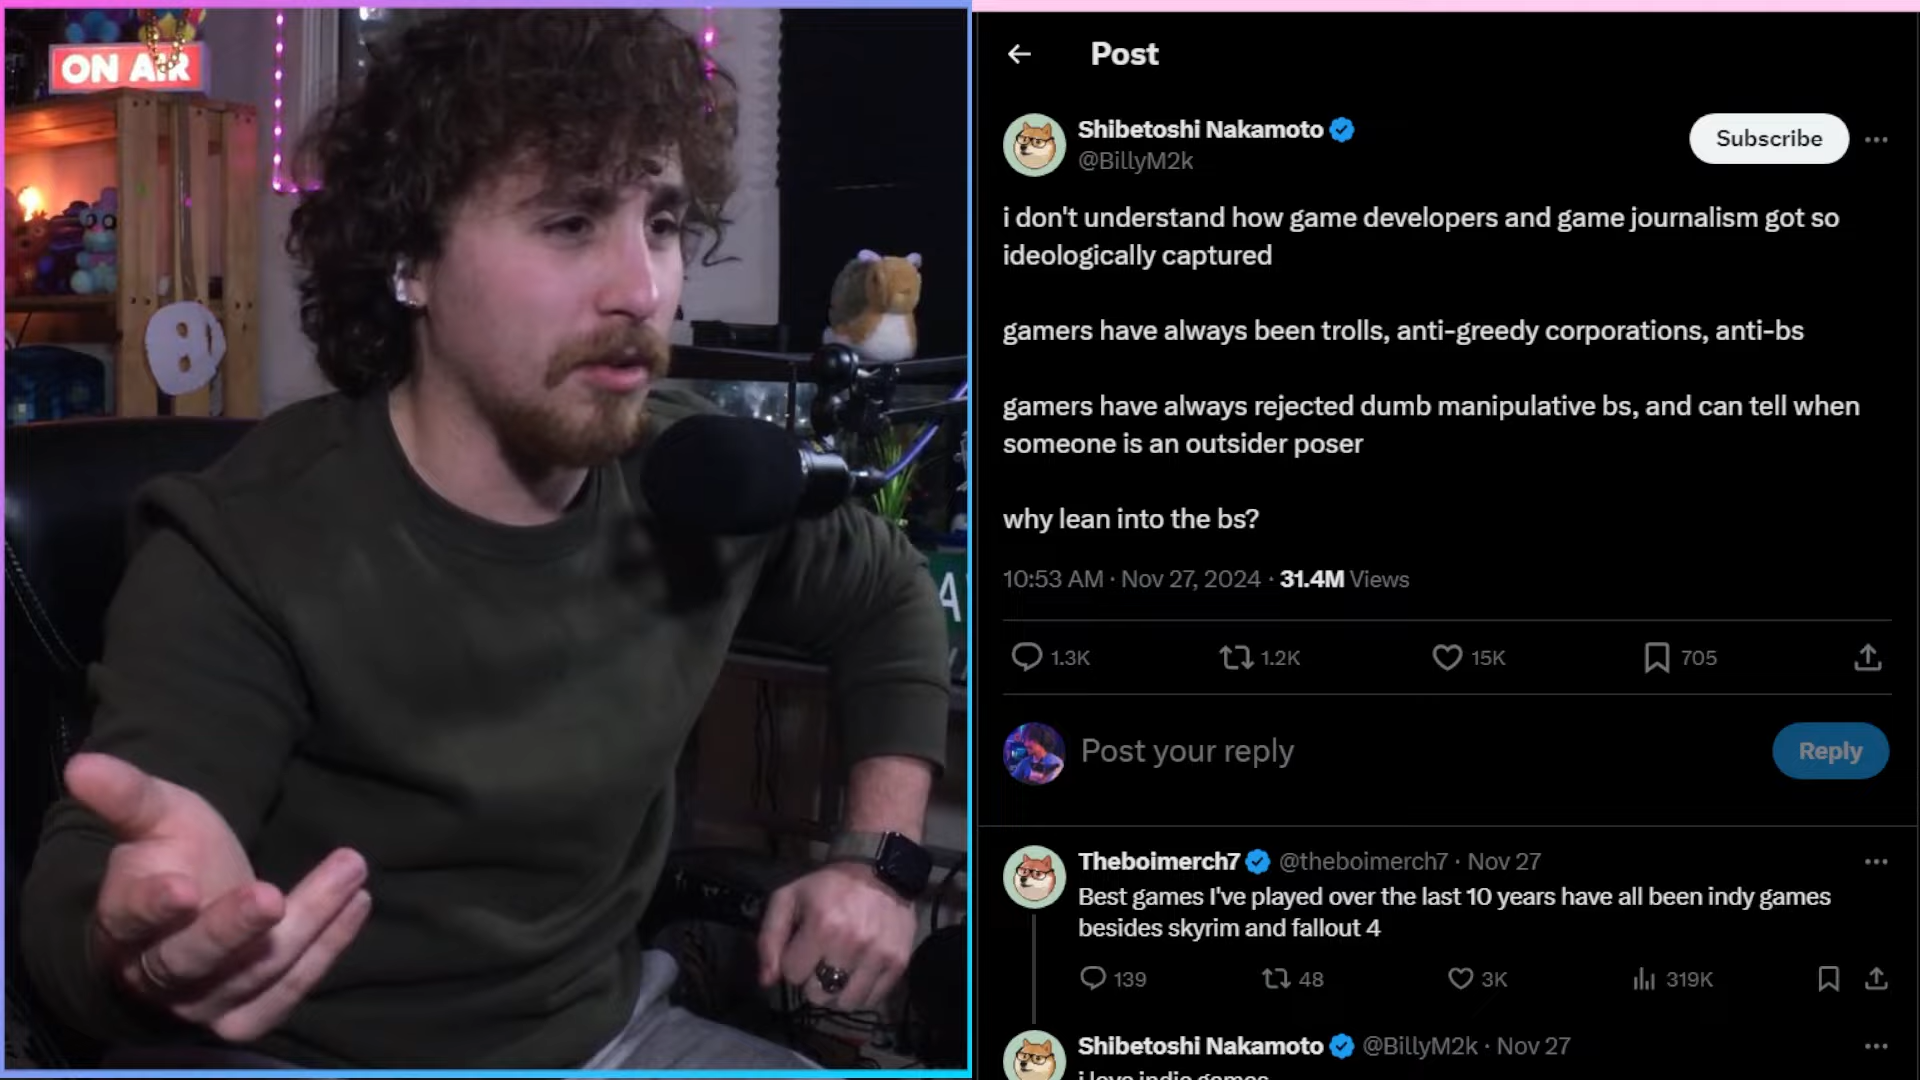 ON AIR
Post
Shibetoshi Nakamoto
@BillyM2k
Subscribe
i don't understand how game developers and game journalism got so
ideologically captured
gamers have always been trolls, anti-greedy corporations, anti-bs
gamers have always rejected dumb manipulative bs, and can tell when
someone is an outsider poser
why lean into the bs?
10:53 AM · Nov 27, 2024 · 31.4M Views
1.3K 1.2K 15K 705
Post your reply
Reply
Theboimerch7 @theboimerch7 · Nov 27
Best games I've played over the last 10 years have all been indy games
besides skyrim and fallout 4
139 48 3K 319K
Shibetoshi Nakamoto @BillyM2k · Nov 27
i love indie games